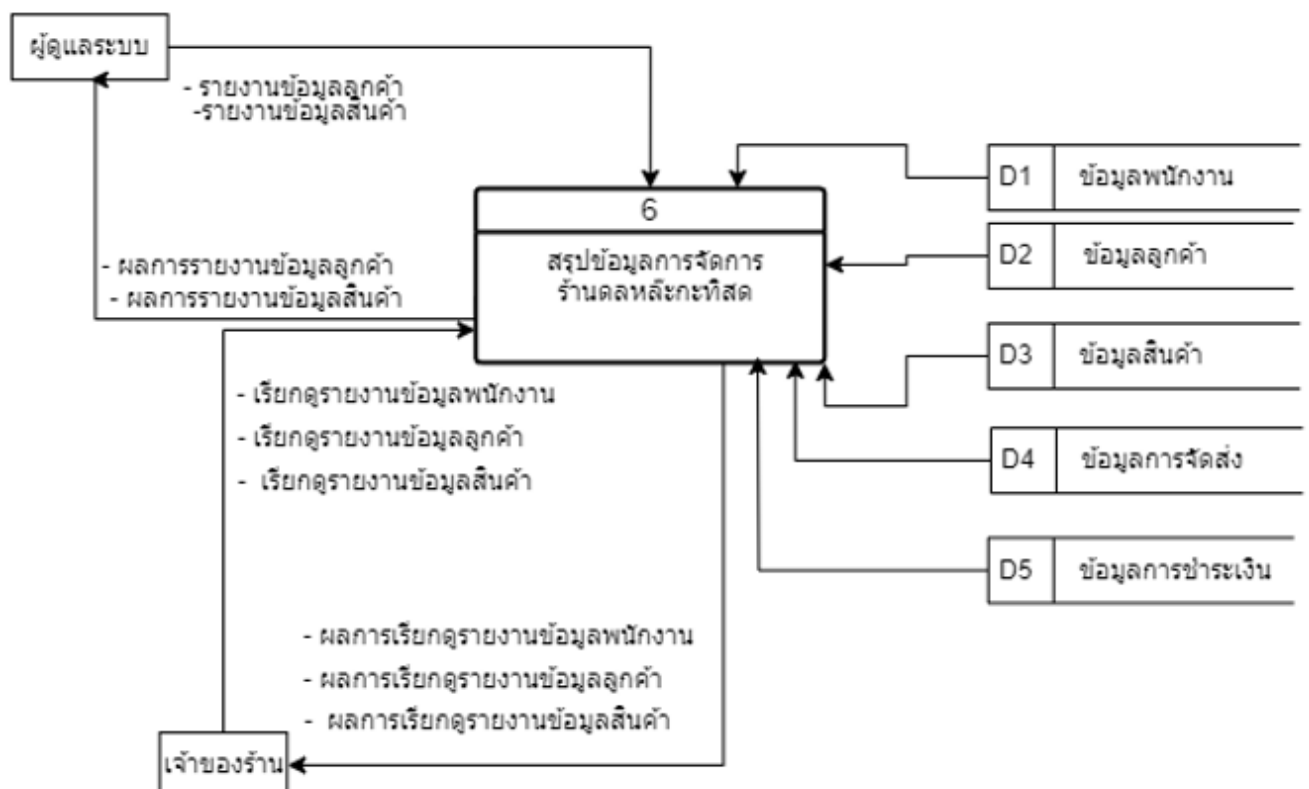 ผู้ดูแลระบบ
- รายงานข้อมูลลูกค้า
-รายงานข้อมูลสินค้า
D1 ข้อมูลพนักงาน
6
D2 ข้อมูลลูกค้า
สรุปข้อมูลการจัดการ
ร้านดลหล๊ะกะทิสด
- ผลการรายงานข้อมูลลูกค้า
- ผลการรายงานข้อมูลสินค้า
D3 ข้อมูลสินค้า
- เรียกดูรายงานข้อมูลพนักงาน
- เรียกดูรายงานข้อมูลลูกค้า
- เรียกดูรายงานข้อมูลสินค้า
D4 ข้อมูลการจัดส่ง
D5 ข้อมูลการชำระเงิน
- ผลการเรียกดูรายงานข้อมูลพนักงาน
- ผลการเรียกดูรายงานข้อมูลลูกค้า
- ผลการเรียกดูรายงานข้อมูลสินค้า
เจ้าของร้าน